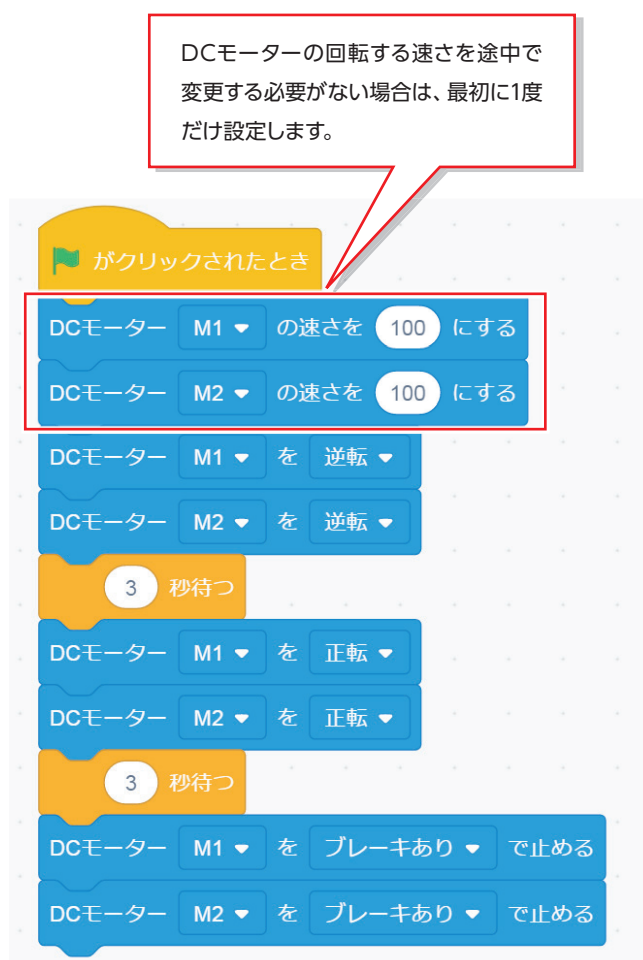 DCモーターの回転する速さを途中で
変更する必要がない場合は、最初に1度
だけ設定します。
がクリックされたとき
DCモーター M1 の速さを 100 にする
DCモーター M2 の速さを 100 にする
DCモーター M1 を 逆転
DCモーター M2 を 逆転
3 秒待つ
DCモーター M1 を 正転
DCモーター M2 を 正転
3 秒待つ
DCモーター M1 を ブレーキあり で止める
DCモーター M2 を ブレーキあり で止める